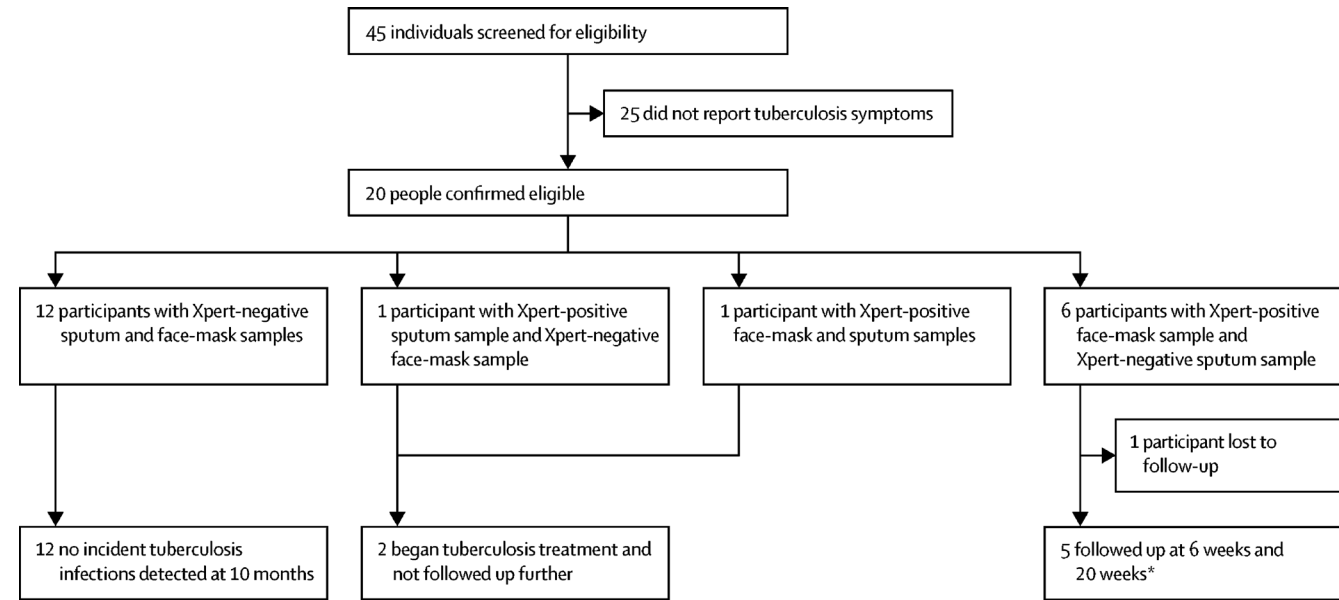 45 individuals screened for eligibility
25 did not report tuberculosis symptoms
20 people confirmed eligible
12 participants with Xpert-negative
sputum and face-mask samples
1 participant with Xpert-positive
sputum sample and Xpert-negative
face-mask sample
1 participant with Xpert-positive
face-mask and sputum samples
6 participants with Xpert-positive
face-mask sample and
Xpert-negative sputum sample
1 participant lost to
follow-up
12 no incident tuberculosis
infections detected at 10 months
2 began tuberculosis treatment and
not followed up further
5 followed up at 6 weeks and
20 weeks*